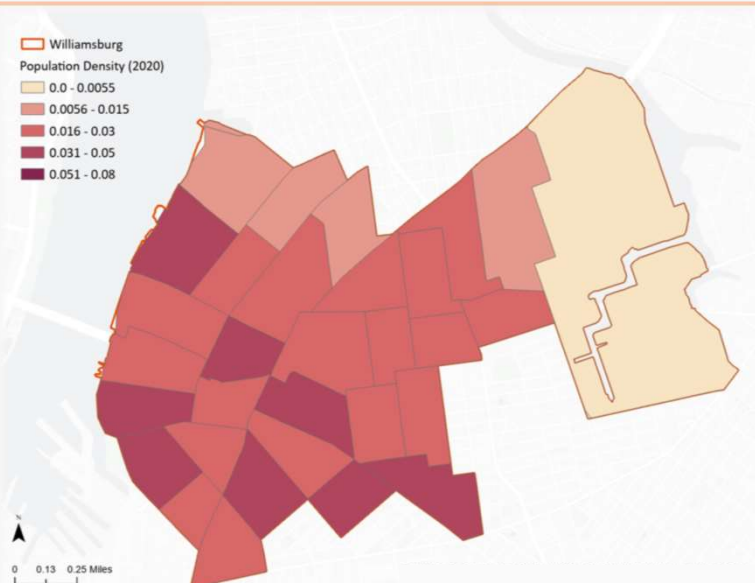 Williamsburg
Population Density (2020)
0.0 - 0.0055
0.0056 - 0.015
0.016 - 0.03
0.031 - 0.05
0.051 - 0.08
N
0 0.13 0.25 Miles